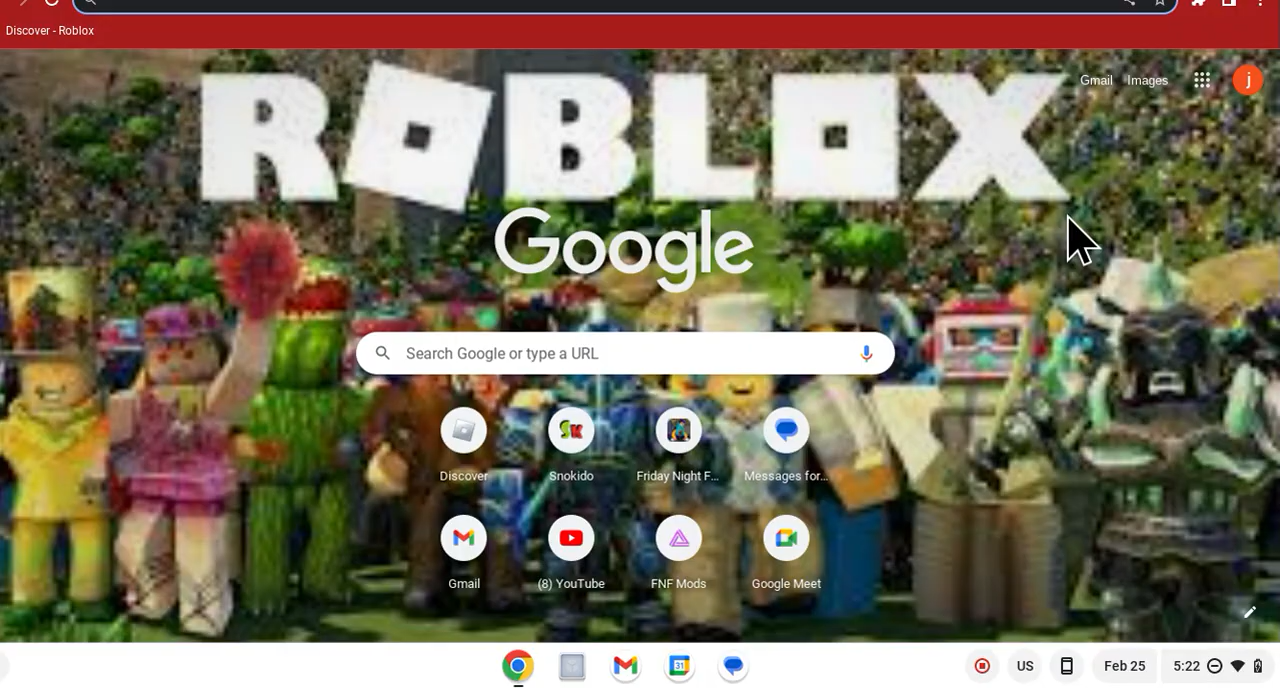 Discover - Roblox
ROBLOX
Gmail Images j
Google
Search Google or type a URL
Discover Snokido Friday Night F... Messages for...
Gmail (8) YouTube FNF Mods Google Meet
31 US Feb 25 5:22